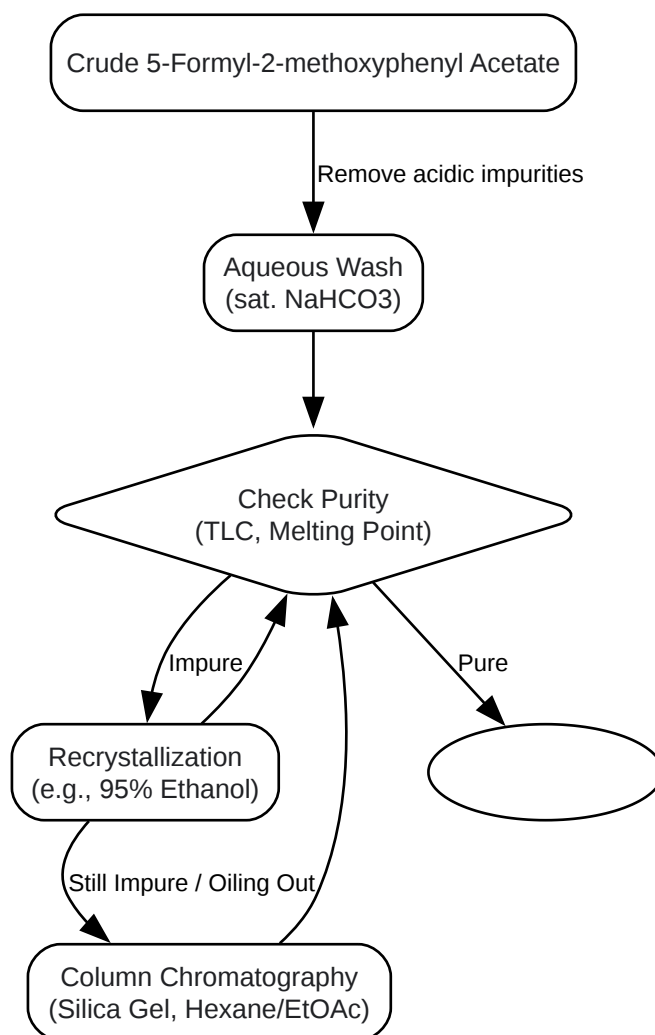 Crude 5-Formyl-2-methoxyphenyl Acetate
Remove acidic impurities
Aqueous Wash
(sat. NaHCO3)
Check Purity
(TLC, Melting Point)
Impure
Pure
Recrystallization
(e.g., 95% Ethanol)
Still Impure / Oiling Out
Column Chromatography
(Silica Gel, Hexane/EtOAc)